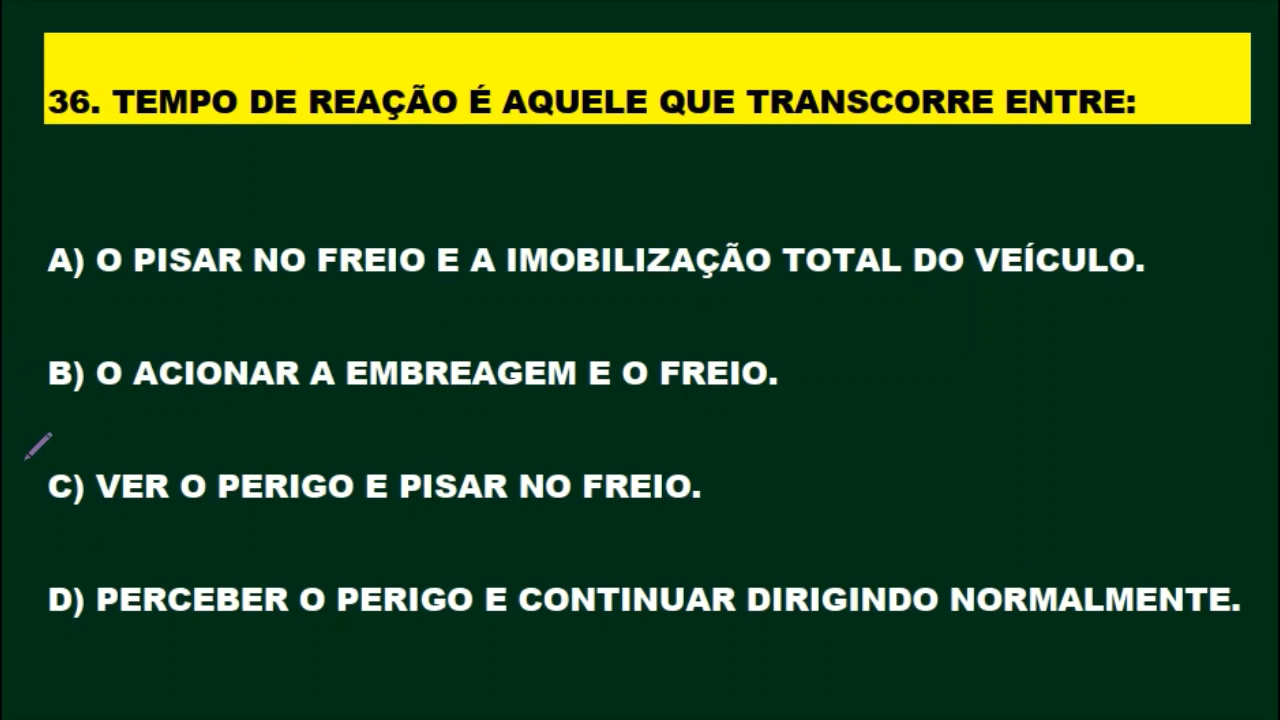 36. TEMPO DE REAÇÃO É AQUELE QUE TRANSCORRE ENTRE:
A) O PISAR NO FREIO E A IMOBILIZAÇÃO TOTAL DO VEÍCULO.
B) O ACIONAR A EMBREAGEM E O FREIO.
C) VER O PERIGO E PISAR NO FREIO.
D) PERCEBER O PERIGO E CONTINUAR DIRIGINDO NORMALMENTE.